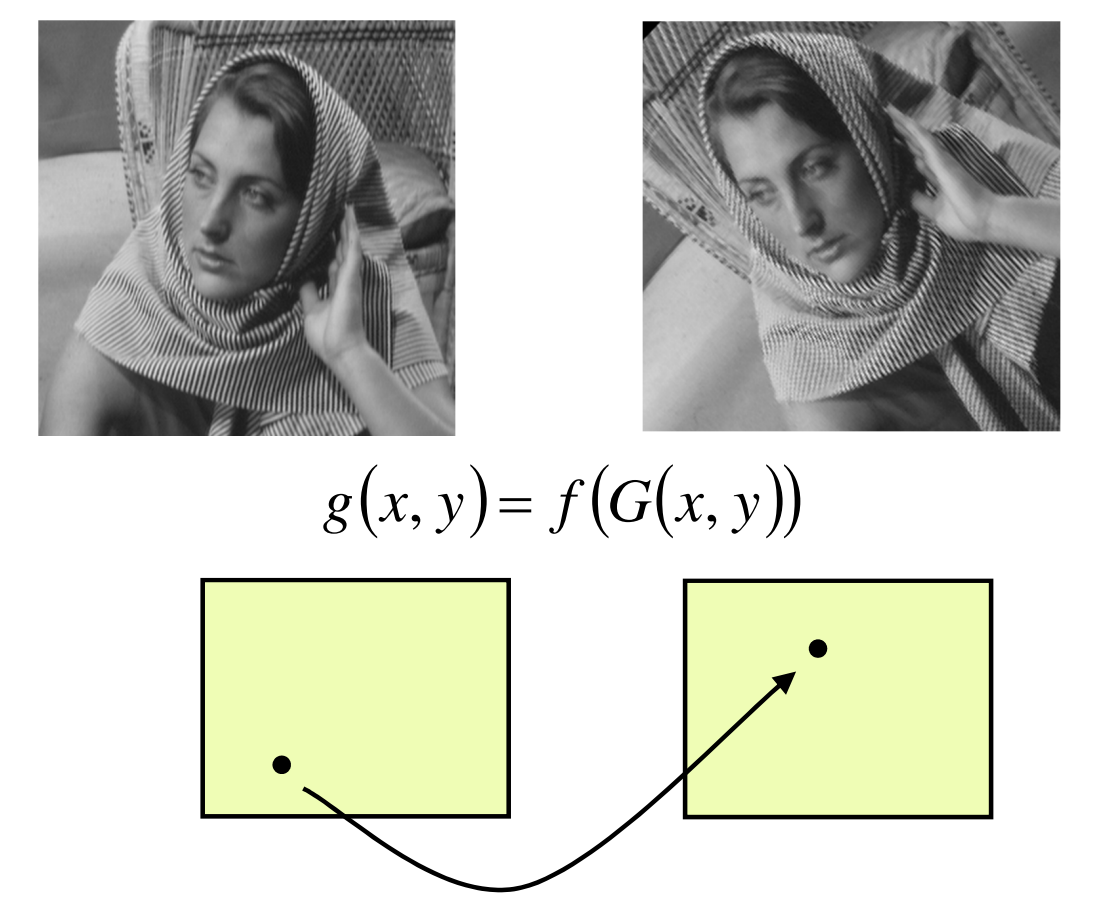 g(x, y) = f(G(x, y))